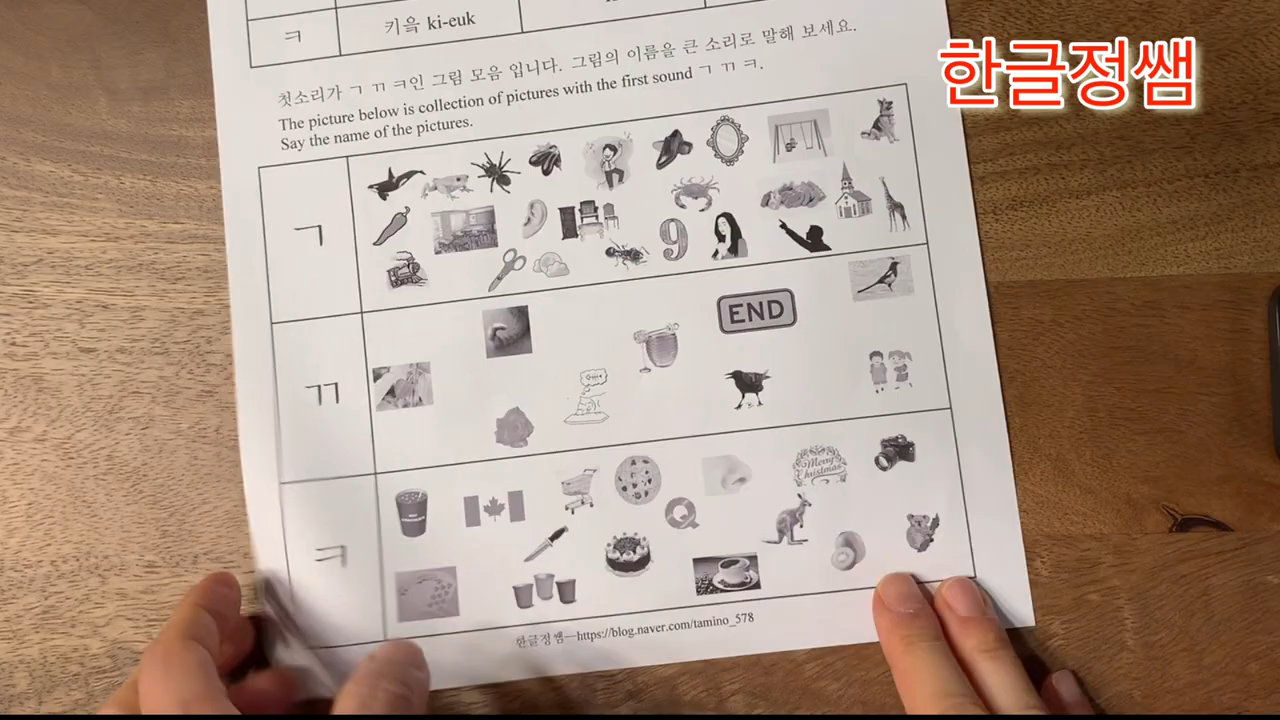 ㅋ
키읔 ki-euk
한글정쌤
첫소리가 ㄱ ㄲ ㅋ인 그림 모음 입니다. 그림의 이름을 큰 소리로 말해 보세요.
The picture below is collection of pictures with the first sound ㄱ ㄲ ㅋ.
Say the name of the pictures.
ㄱ
9
ㄲ
END
ㅋ
Merry
Christmas
Q
한글정쌤—https://blog.naver.com/tamino_578